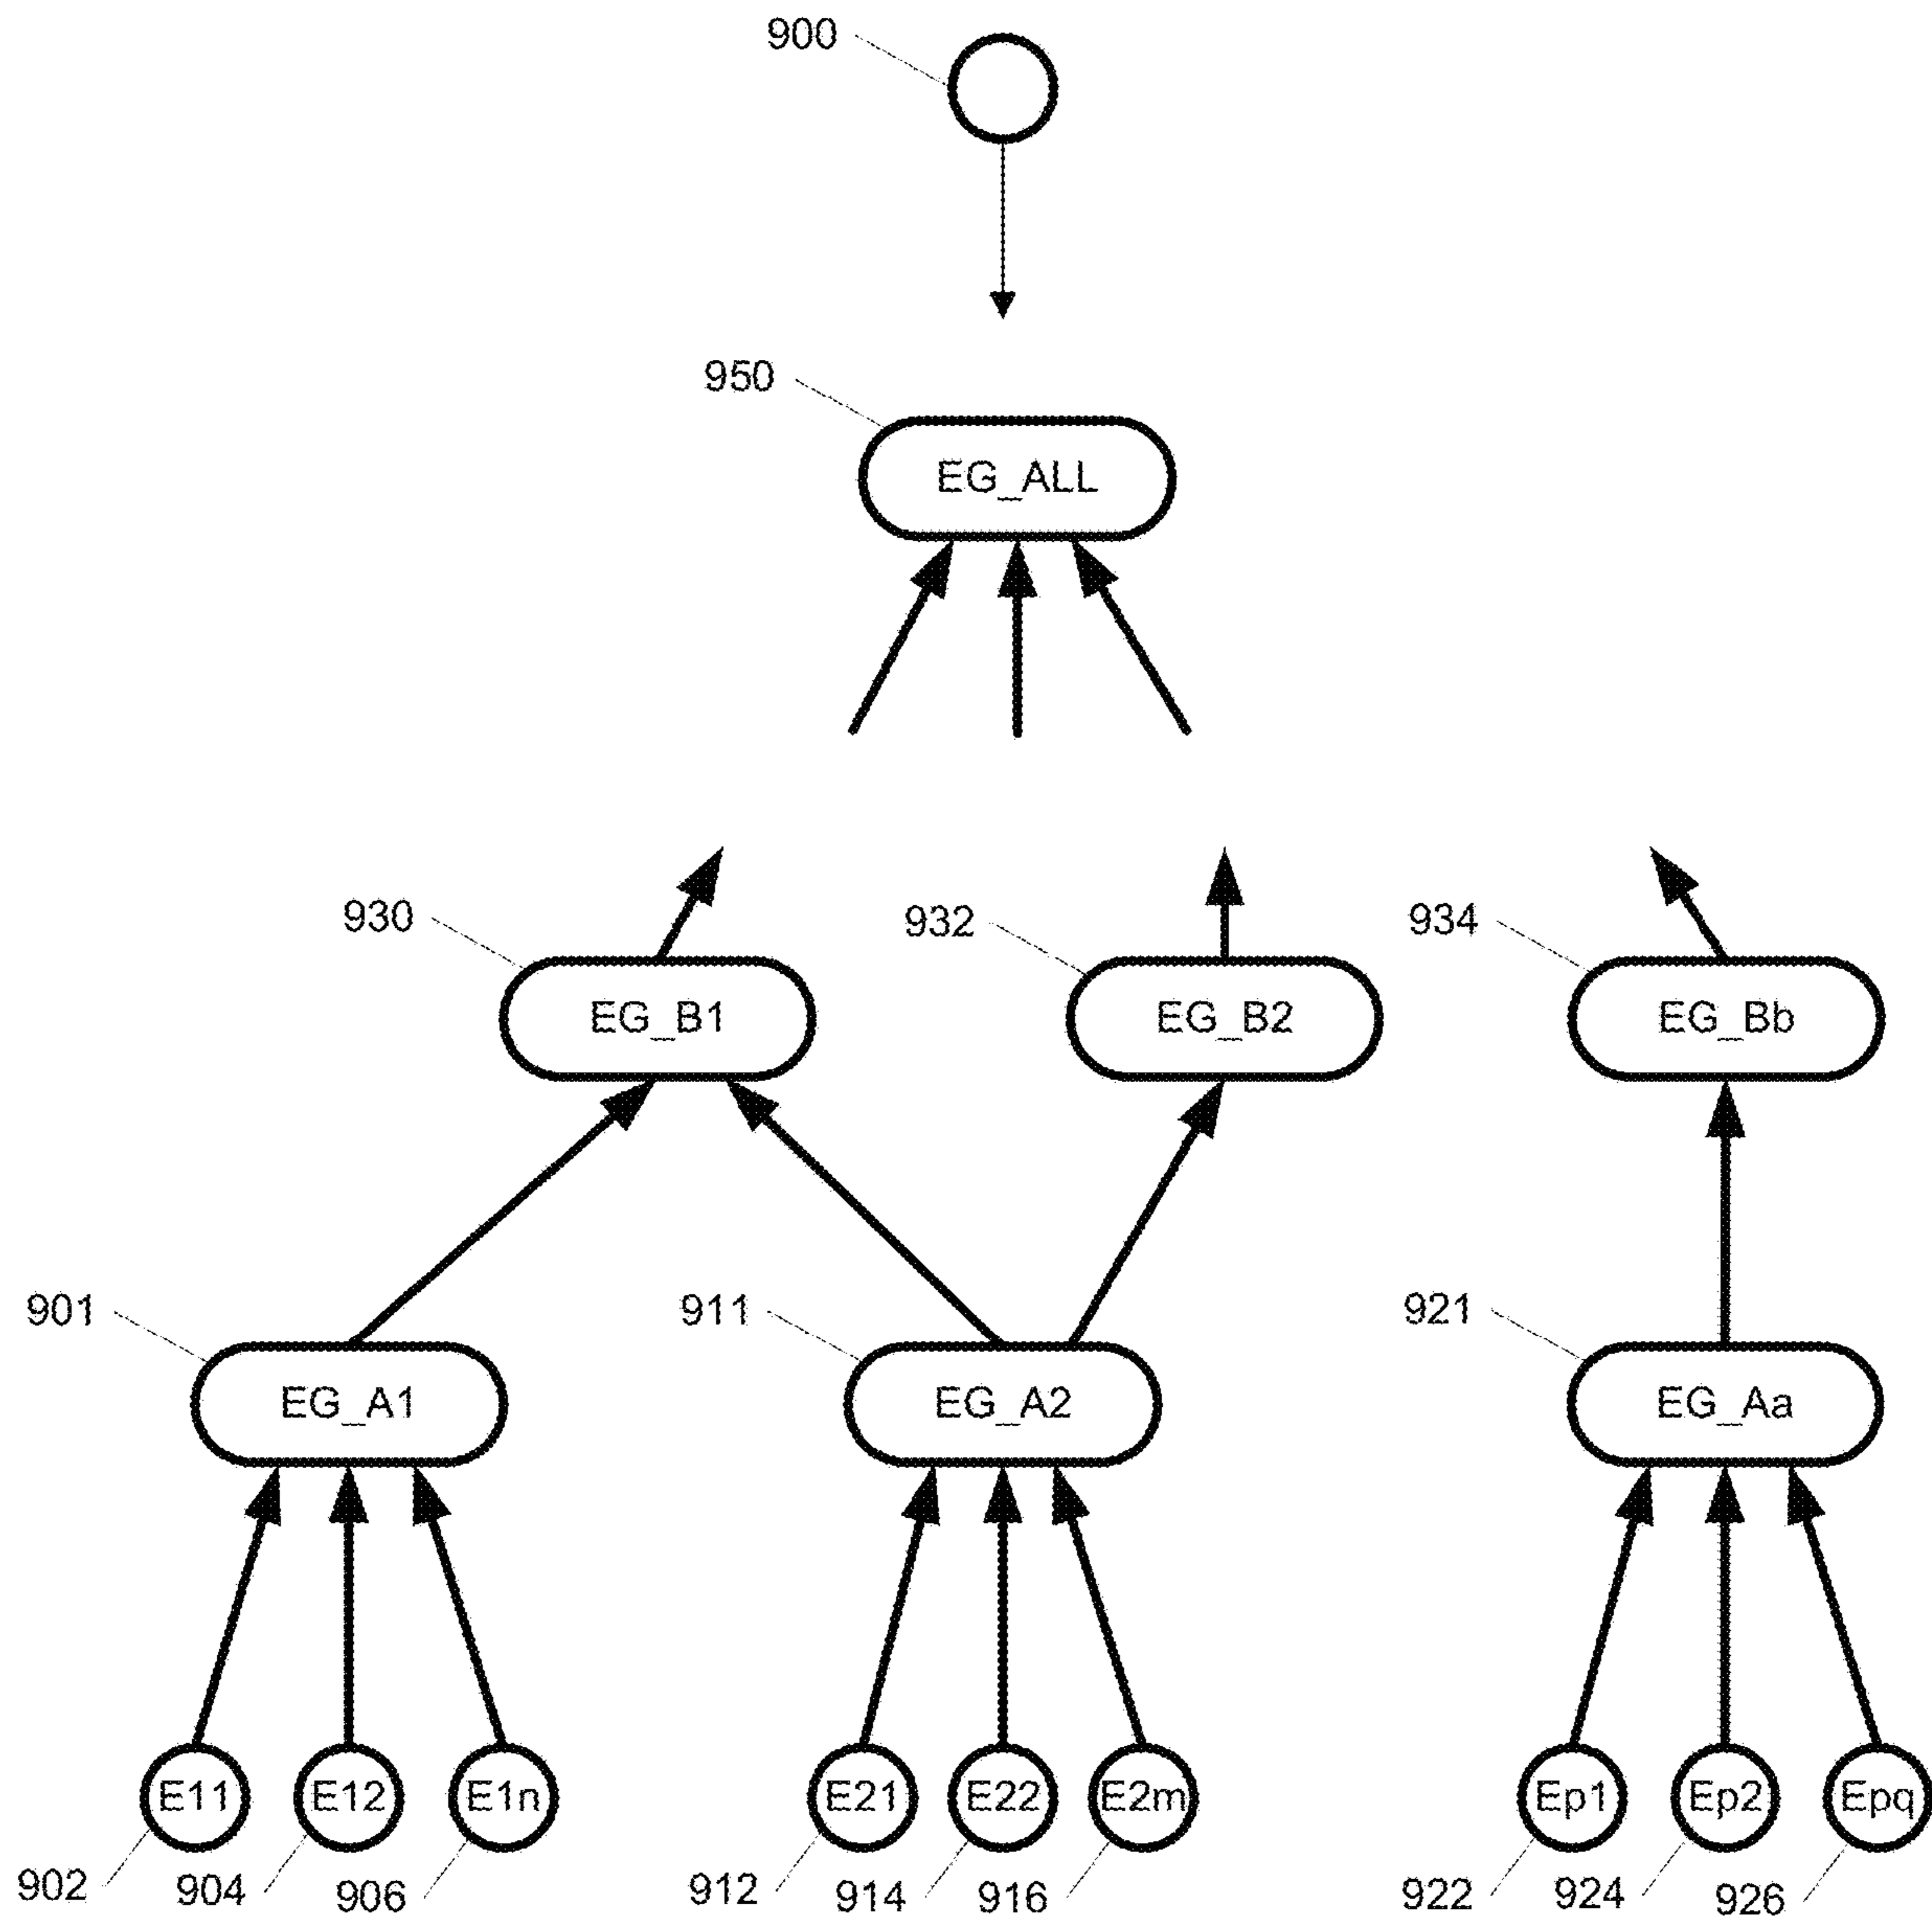 900
950
EG_ALL
930
932
934
EG_B1
EG_B2
EG_Bb
901
911
921
EG_A1
EG_A2
EG_Aa
E11
E12
E1n
E21
E22
E2m
Ep1
Ep2
Epq
902
904
906
912
914
916
922
924
926